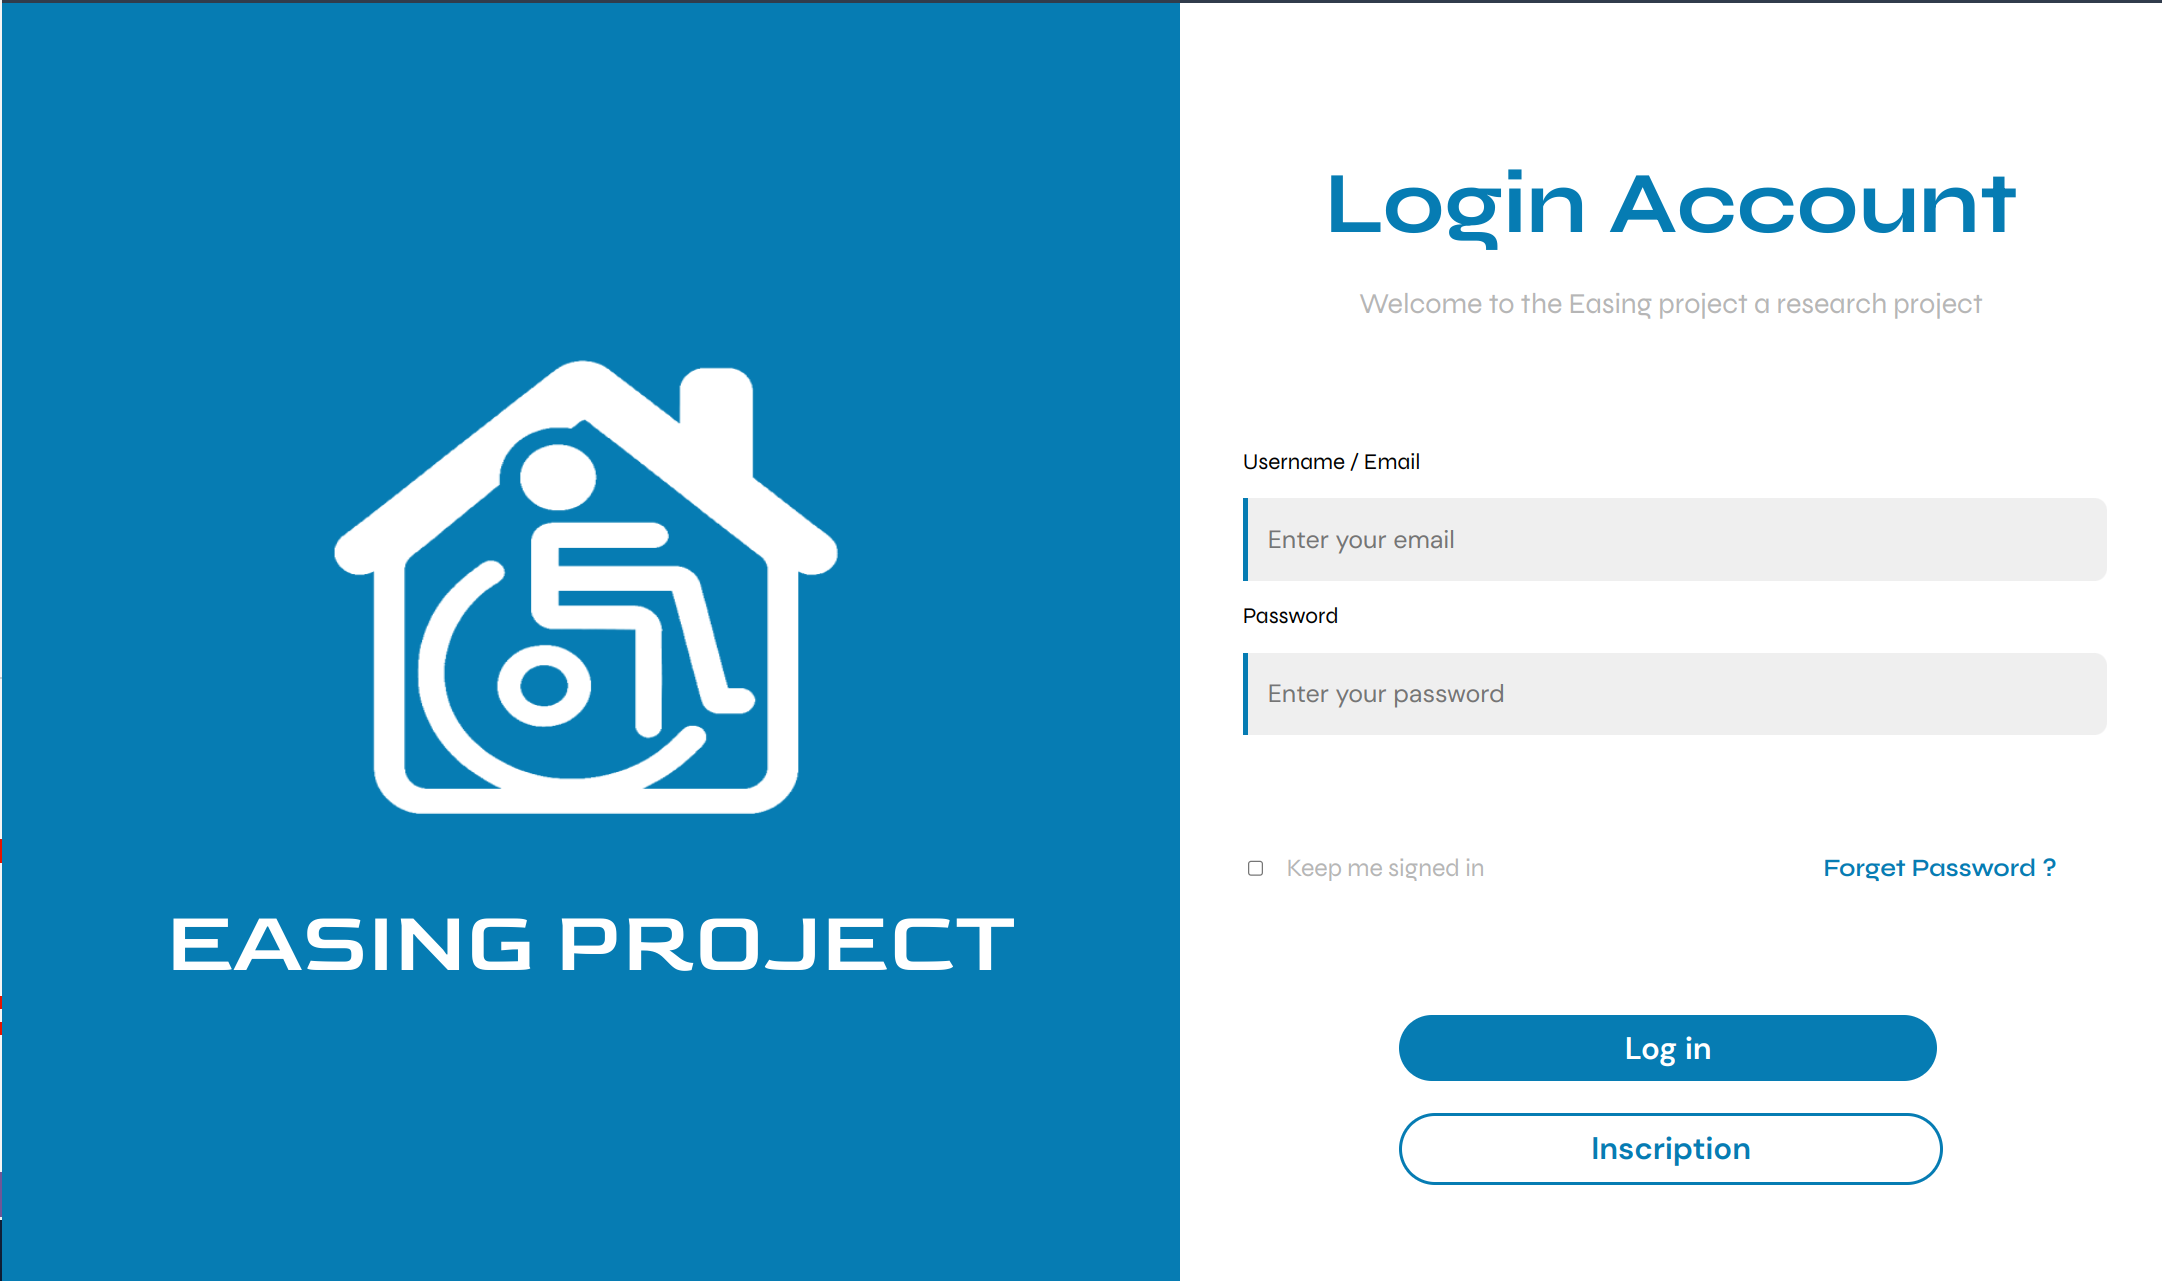 EASING PROJECT
Login Account
Welcome to the Easing project a research project
Username / Email
Enter your email
Password
Enter your password
Keep me signed in
Forget Password ?
Log in
Inscription